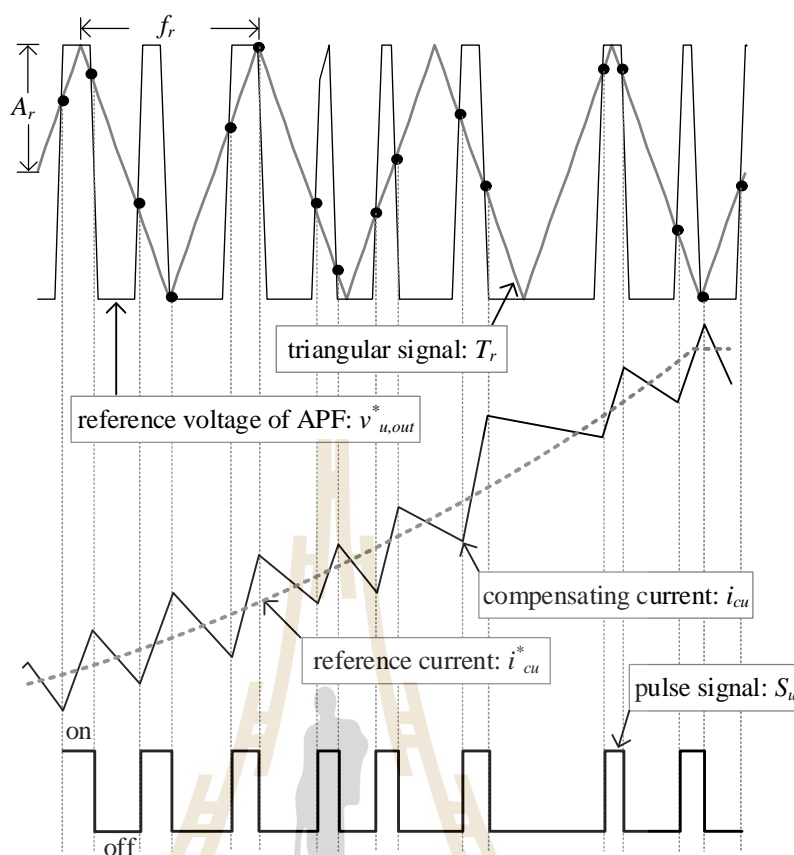 f_r
A_r
triangular signal: T_r
reference voltage of APF: v*_u,out
compensating current: i_cu
reference current: i*_cu
pulse signal: S_u
on
off